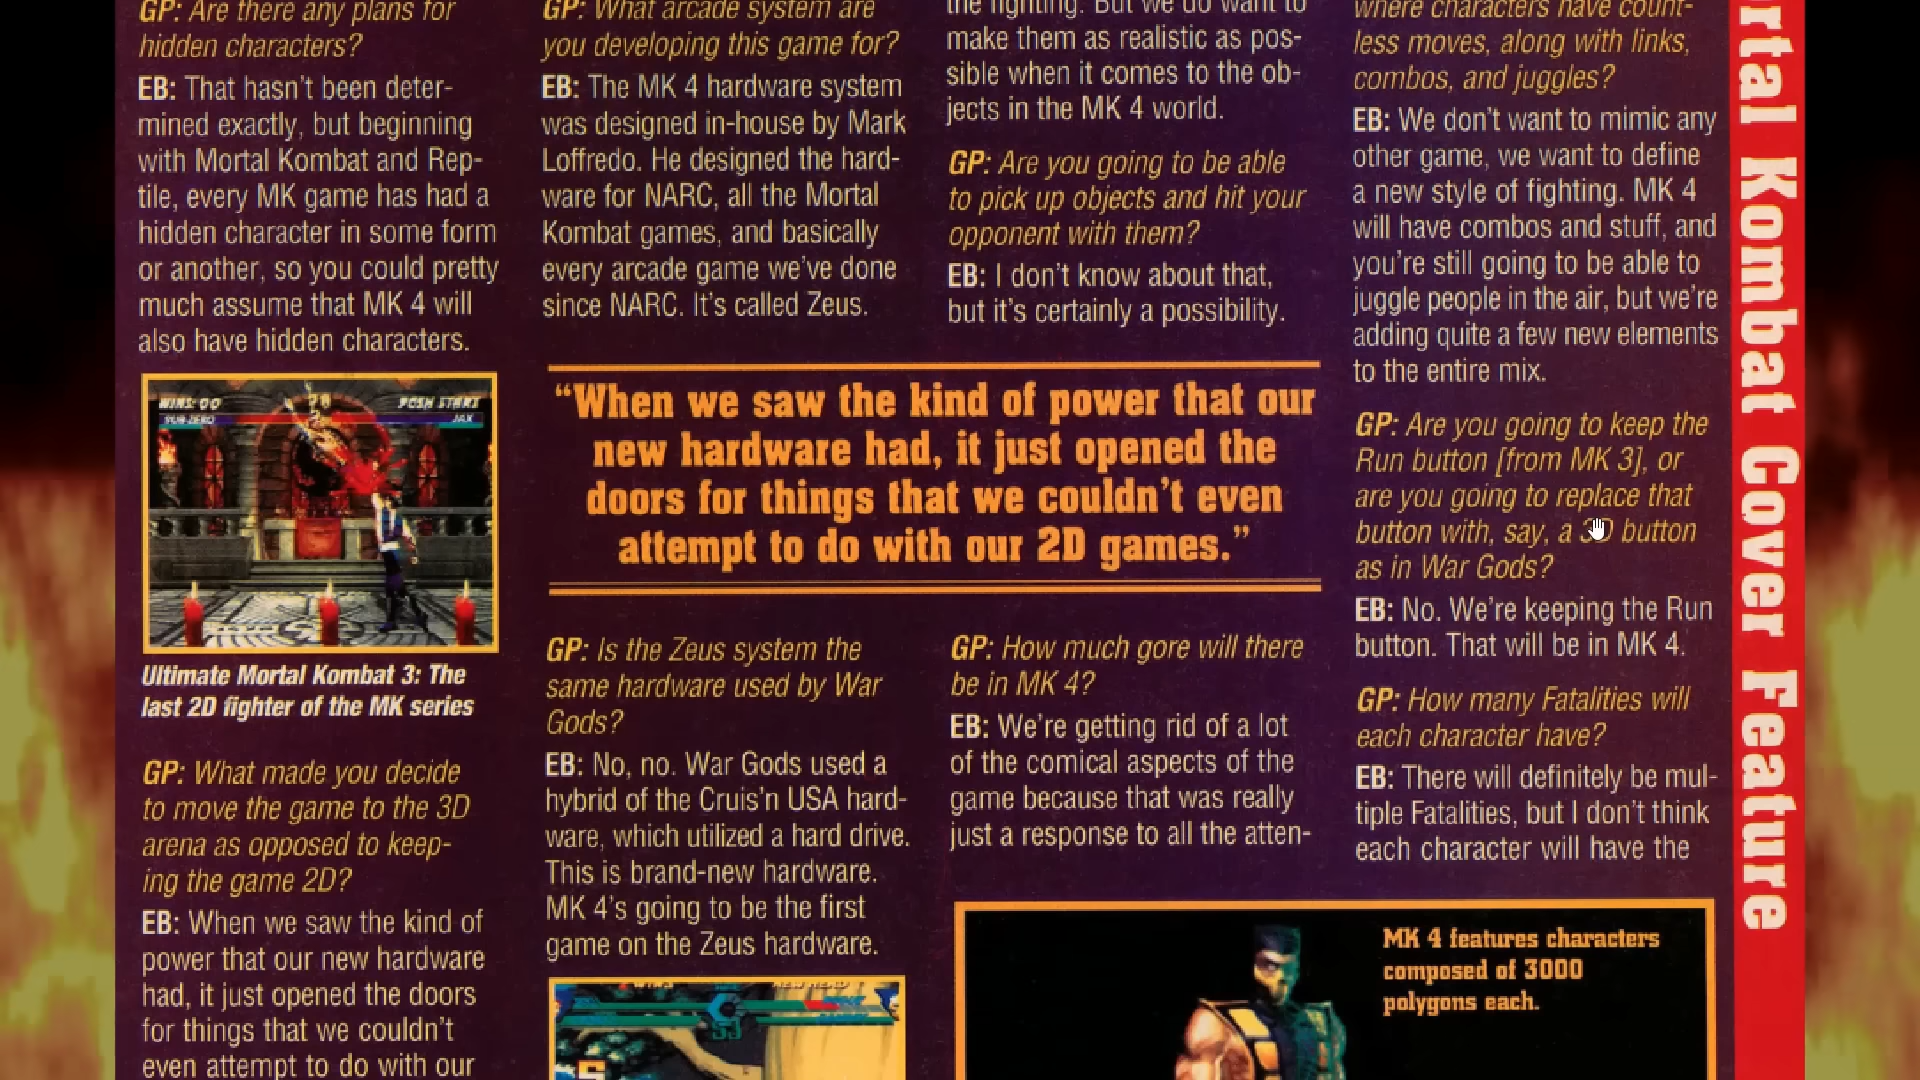 GP: Are there any plans for
hidden characters?
EB: That hasn't been deter-
mined exactly, but beginning
with Mortal Kombat and Rep-
tile, every MK game has had a
hidden character in some form
or another, so you could pretty
much assume that MK 4 will
also have hidden characters.
WINS: 00
PUSH START
SUB-ZERO
JAX
Ultimate Mortal Kombat 3: The
last 2D fighter of the MK series
GP: What made you decide
to move the game to the 3D
arena as opposed to keep-
ing the game 2D?
EB: When we saw the kind of
power that our new hardware
had, it just opened the doors
for things that we couldn't
even attempt to do with our
GP: What arcade system are
you developing this game for?
EB: The MK 4 hardware system
was designed in-house by Mark
Loffredo. He designed the hard-
ware for NARC, all the Mortal
Kombat games, and basically
every arcade game we've done
since NARC. It's called Zeus.
"When we saw the kind of power that our
new hardware had, it just opened the
doors for things that we couldn't even
attempt to do with our 2D games."
GP: Is the Zeus system the
same hardware used by War
Gods?
EB: No, no. War Gods used a
hybrid of the Cruis'n USA hard-
ware, which utilized a hard drive.
This is brand-new hardware.
MK 4's going to be the first
game on the Zeus hardware.
the fighting. But we do want to
make them as realistic as pos-
sible when it comes to the ob-
jects in the MK 4 world.
GP: Are you going to be able
to pick up objects and hit your
opponent with them?
EB: I don't know about that,
but it's certainly a possibility.
GP: How much gore will there
be in MK 4?
EB: We're getting rid of a lot
of the comical aspects of the
game because that was really
just a response to all the atten-
where characters have count-
less moves, along with links,
combos, and juggles?
EB: We don't want to mimic any
other game, we want to define
a new style of fighting. MK 4
will have combos and stuff, and
you're still going to be able to
juggle people in the air, but we're
adding quite a few new elements
to the entire mix.
GP: Are you going to keep the
Run button [from MK 3], or
are you going to replace that
button with, say, a 3D button
as in War Gods?
EB: No. We're keeping the Run
button. That will be in MK 4.
GP: How many Fatalities will
each character have?
EB: There will definitely be mul-
tiple Fatalities, but I don't think
each character will have the
MK 4 features characters
composed of 3000
polygons each.
rtal Kombat Cover Feature